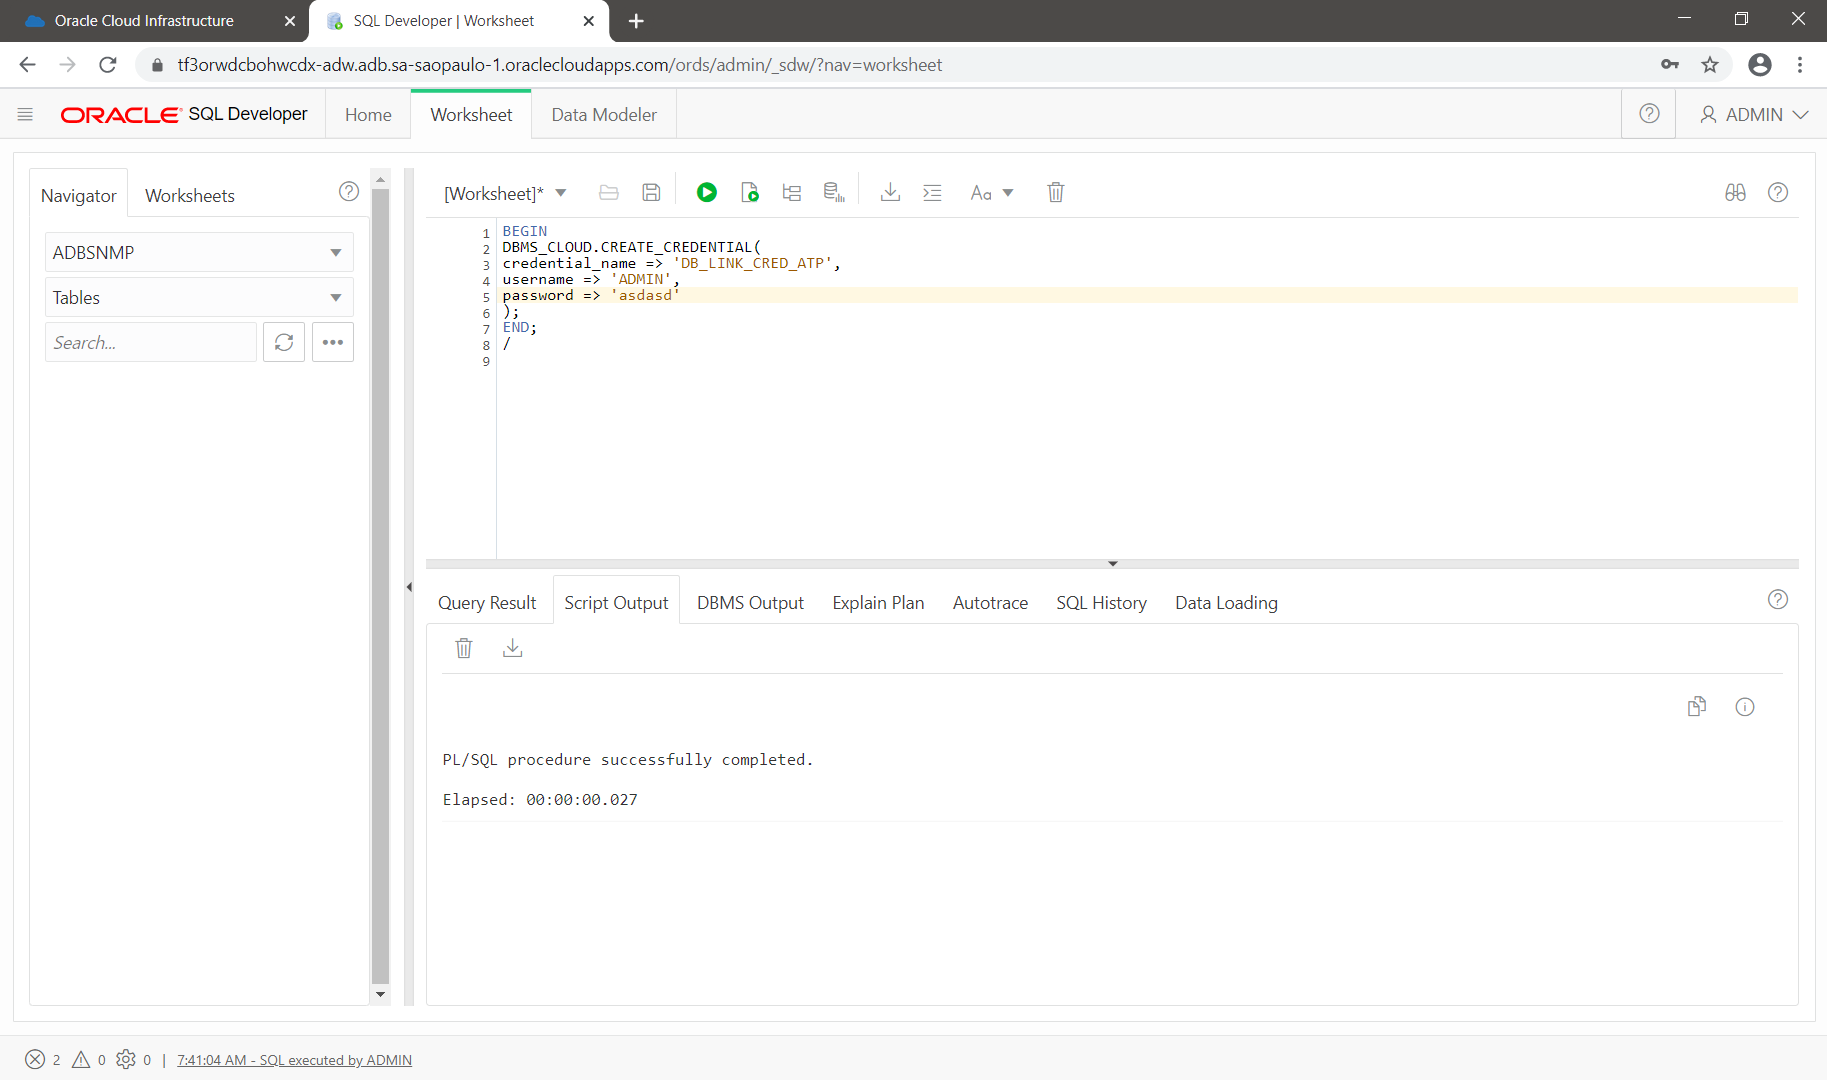 Oracle Cloud Infrastructure
SQL Developer | Worksheet
tf3orwdcbohwcdx-adw.adb.sa-saopaulo-1.oraclecloudapps.com/ords/admin/_sdw/?nav=worksheet
ORACLE SQL Developer
Home
Worksheet
Data Modeler
ADMIN
Navigator
Worksheets
ADBSNMP
Tables
Search...
[Worksheet]*
Aa
1 BEGIN
2 DBMS_CLOUD.CREATE_CREDENTIAL(
3 credential_name => 'DB_LINK_CRED_ATP',
4 username => 'ADMIN',
5 password => 'asdasd'
6 );
7 END;
8 /
9
Query Result
Script Output
DBMS Output
Explain Plan
Autotrace
SQL History
Data Loading
PL/SQL procedure successfully completed.
Elapsed: 00:00:00.027
2 0 0 | 7:41:04 AM - SQL executed by ADMIN